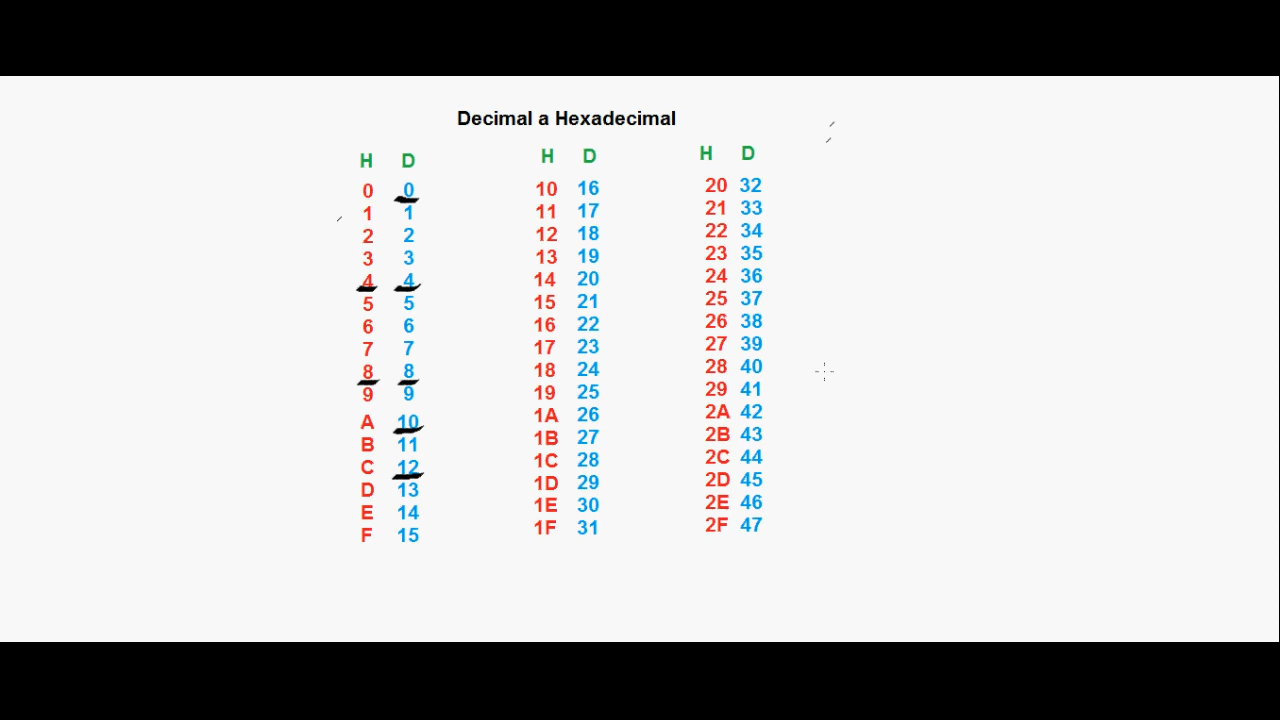 Decimal a Hexadecimal
H D
0 0
1 1
2 2
3 3
4 4
5 5
6 6
7 7
8 8
9 9
A 10
B 11
C 12
D 13
E 14
F 15
H D
10 16
11 17
12 18
13 19
14 20
15 21
16 22
17 23
18 24
19 25
1A 26
1B 27
1C 28
1D 29
1E 30
1F 31
H D
20 32
21 33
22 34
23 35
24 36
25 37
26 38
27 39
28 40
29 41
2A 42
2B 43
2C 44
2D 45
2E 46
2F 47